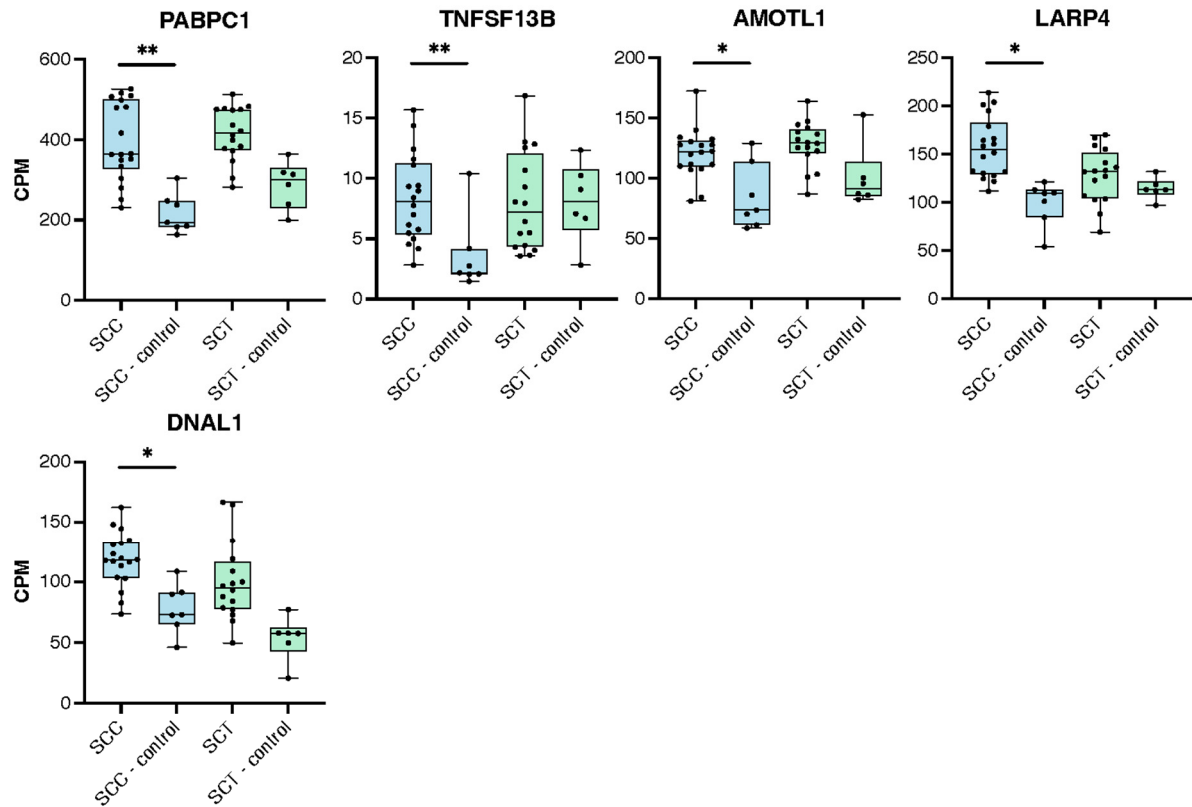 PABPC1
CPM
600
400
200
0
**
SCC
SCC - control
SCT
SCT - control
TNFSF13B
20
15
10
5
0
**
SCC
SCC - control
SCT
SCT - control
AMOTL1
200
150
100
50
0
*
SCC
SCC - control
SCT
SCT - control
LARP4
250
200
150
100
50
0
*
SCC
SCC - control
SCT
SCT - control
DNAL1
CPM
200
150
100
50
0
*
SCC
SCC - control
SCT
SCT - control